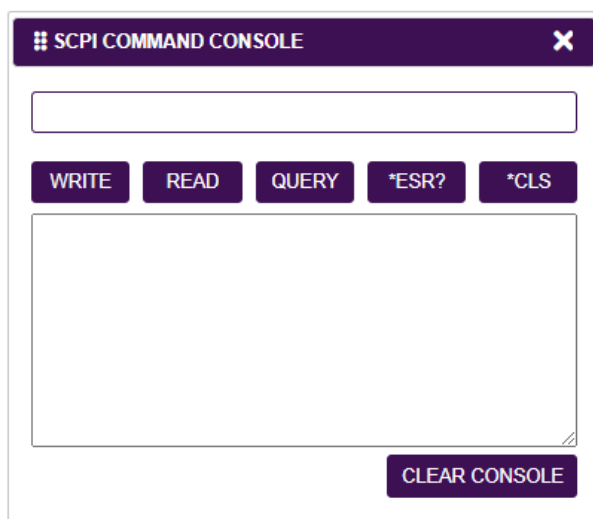 SCPI COMMAND CONSOLE
WRITE READ QUERY *ESR? *CLS
CLEAR CONSOLE